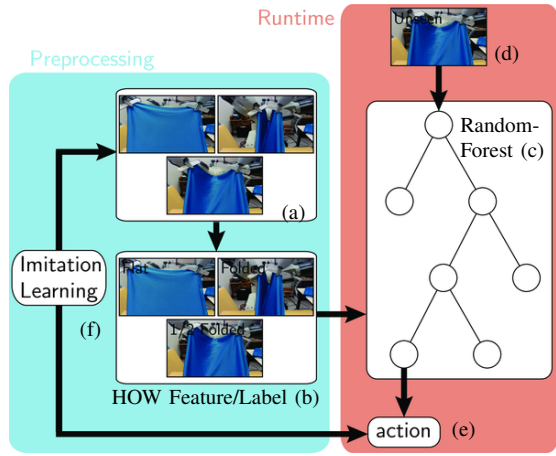 Runtime
Unseen
(d)
Preprocessing
Random-
Forest (c)
(a)
Imitation
Learning
Flat
Folded
(f)
1/2 Folded
HOW Feature/Label (b)
action
(e)